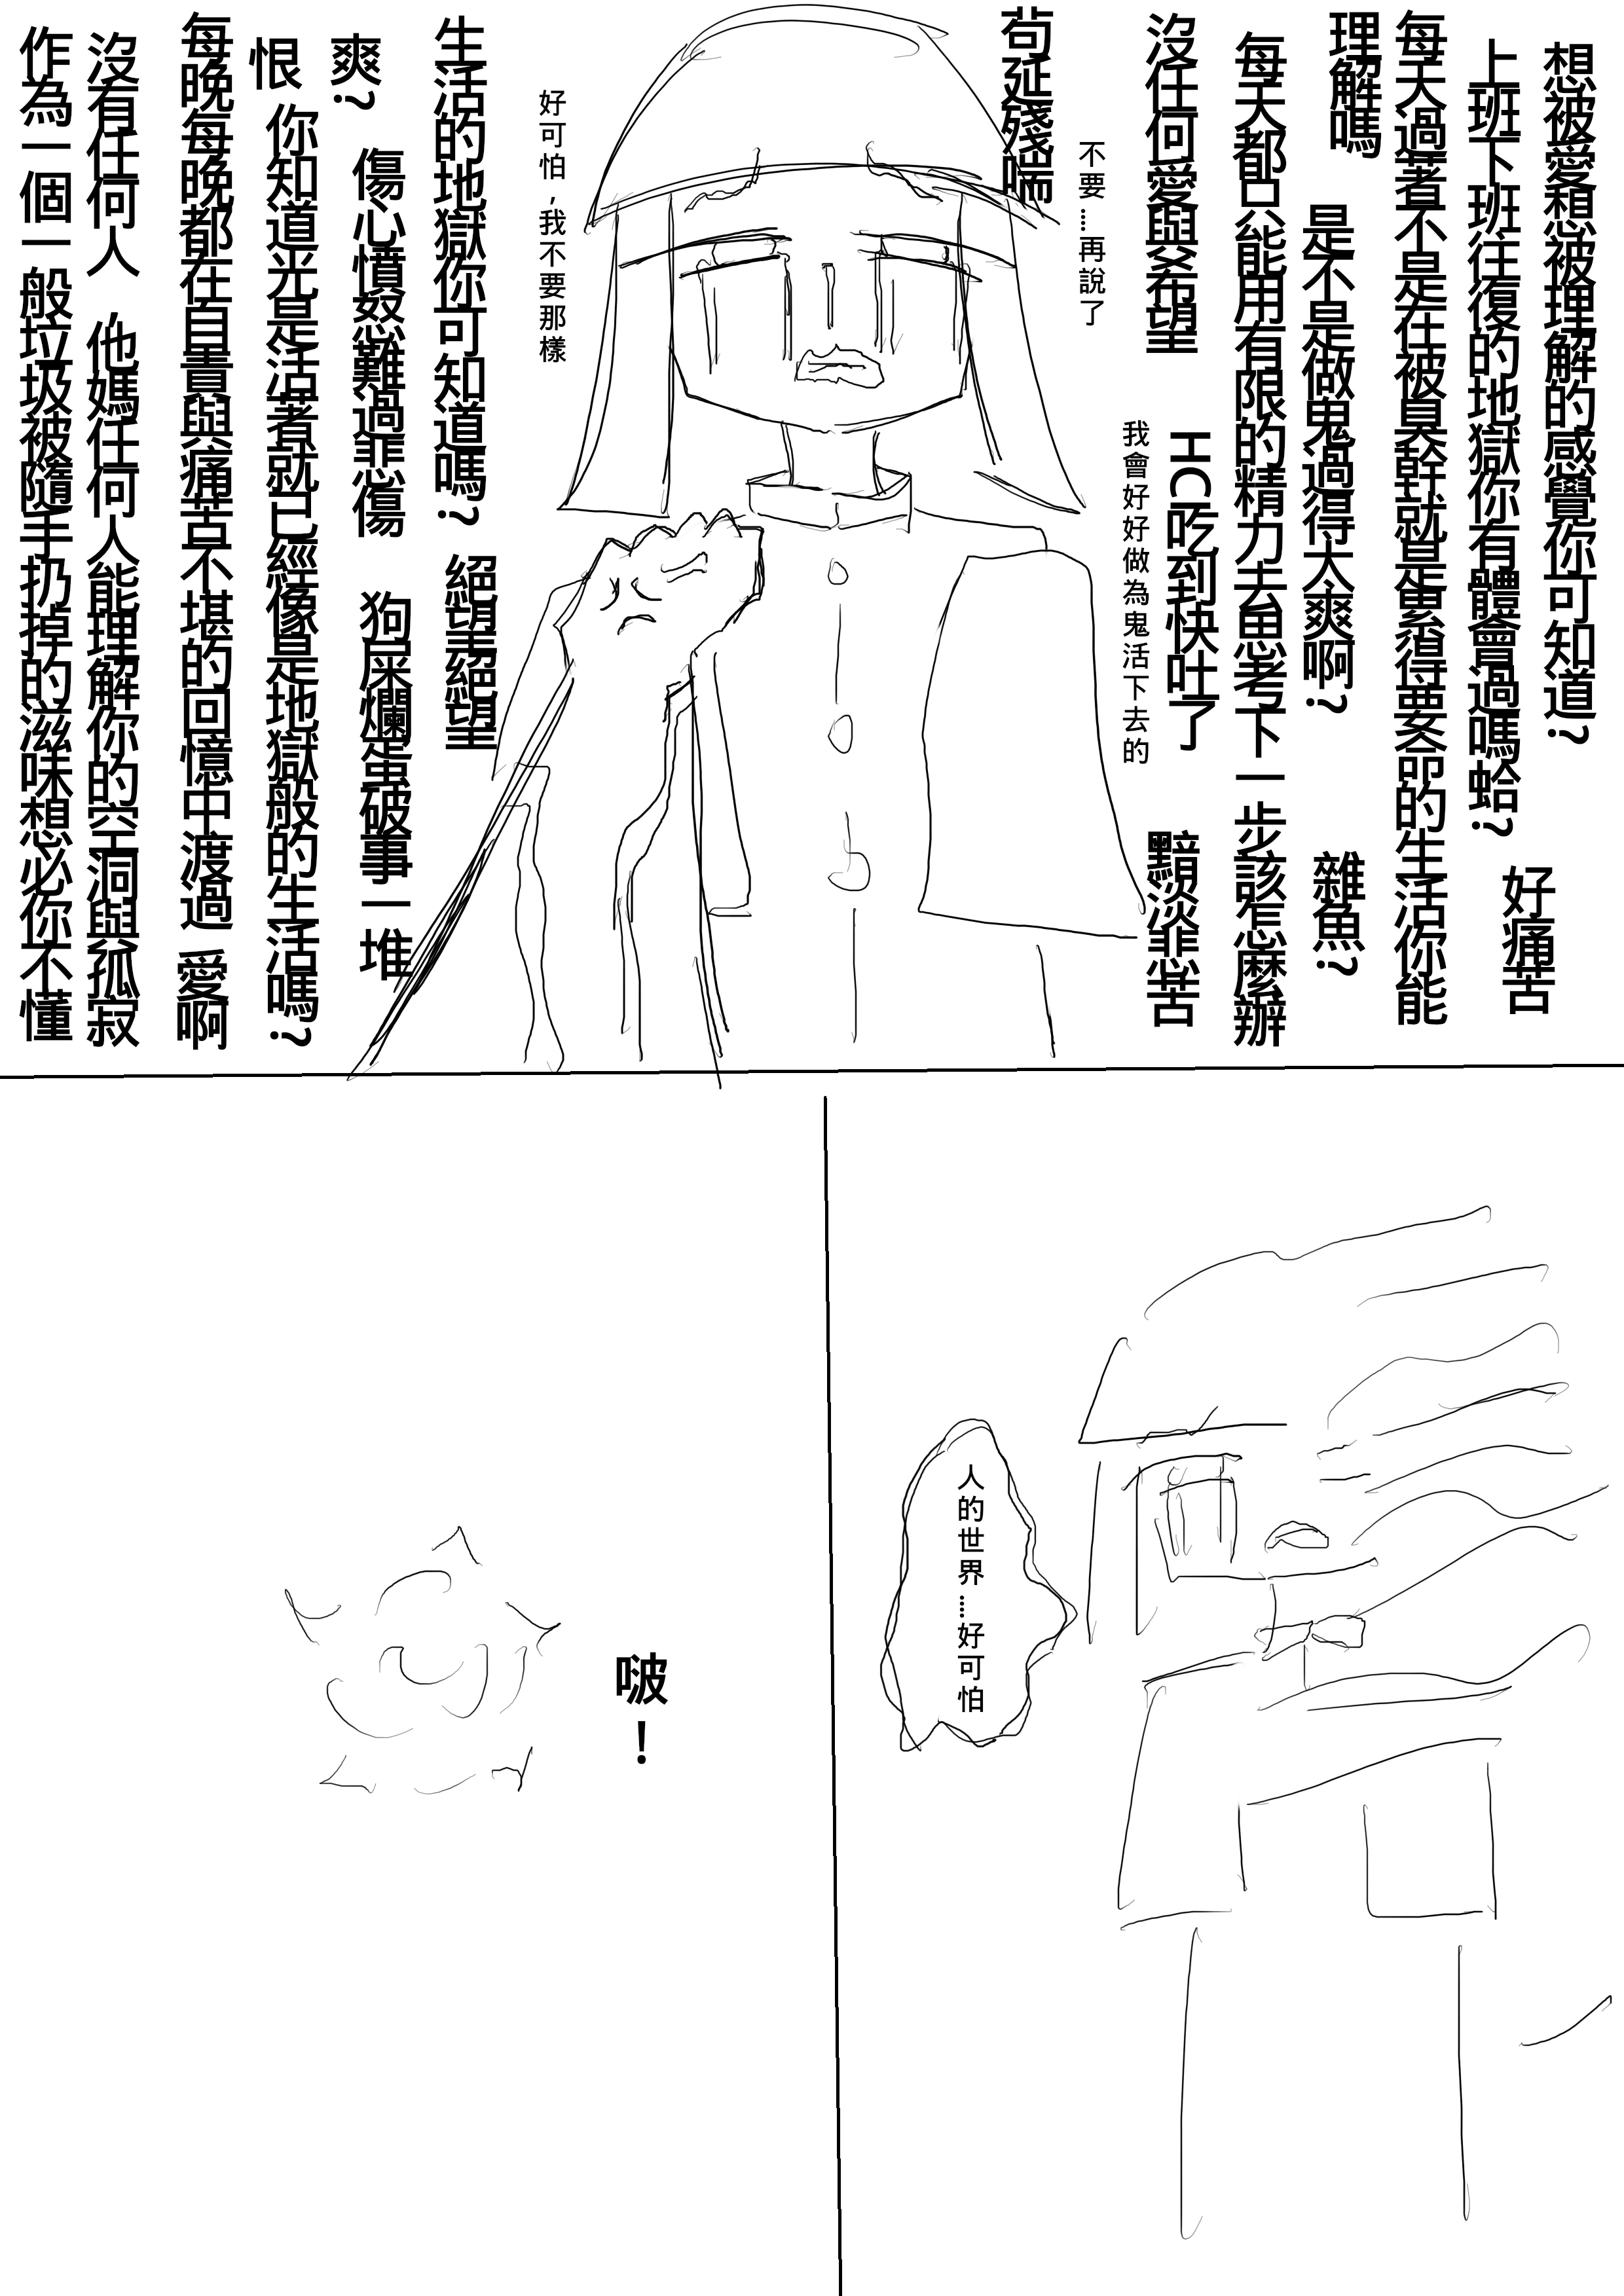 想被愛想被理解的感覺你可知道?
上班下班往復的地獄你有體會過嗎蛤?
好痛苦
每天過著不是在被臭幹就是累得要命的生活你能
理解嗎
是不是做鬼過得太爽啊?
雜魚?
每天都只能用有限的精力去思考下一步該怎麼辦
沒任何愛與希望
HC吃到快吐了
黯淡悲苦
我會好好做為鬼活下去的
不要....再說了
苟延殘喘
好可怕,我不要那樣
生活的地獄你可知道嗎?
絕望絕望
爽?
傷心憤怒難過悲傷
狗屎爛蛋破事一堆
恨
你知道光是活著就已經像是地獄般的生活嗎?
每晚每晚都在自責與痛苦不堪的回憶中渡過
愛啊
沒有任何人,他媽任何人能理解你的空洞與孤寂
作為一個一般垃圾被隨手扔掉的滋味想必你不懂
人的世界....好可怕
啵!